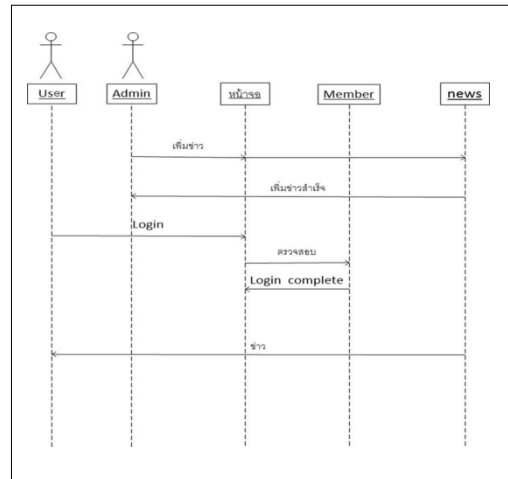 User
Admin
หน้าจอ
Member
news
เพิ่มข่าว
เพิ่มข่าวสำเร็จ
Login
ตรวจสอบ
Login complete
ข่าว